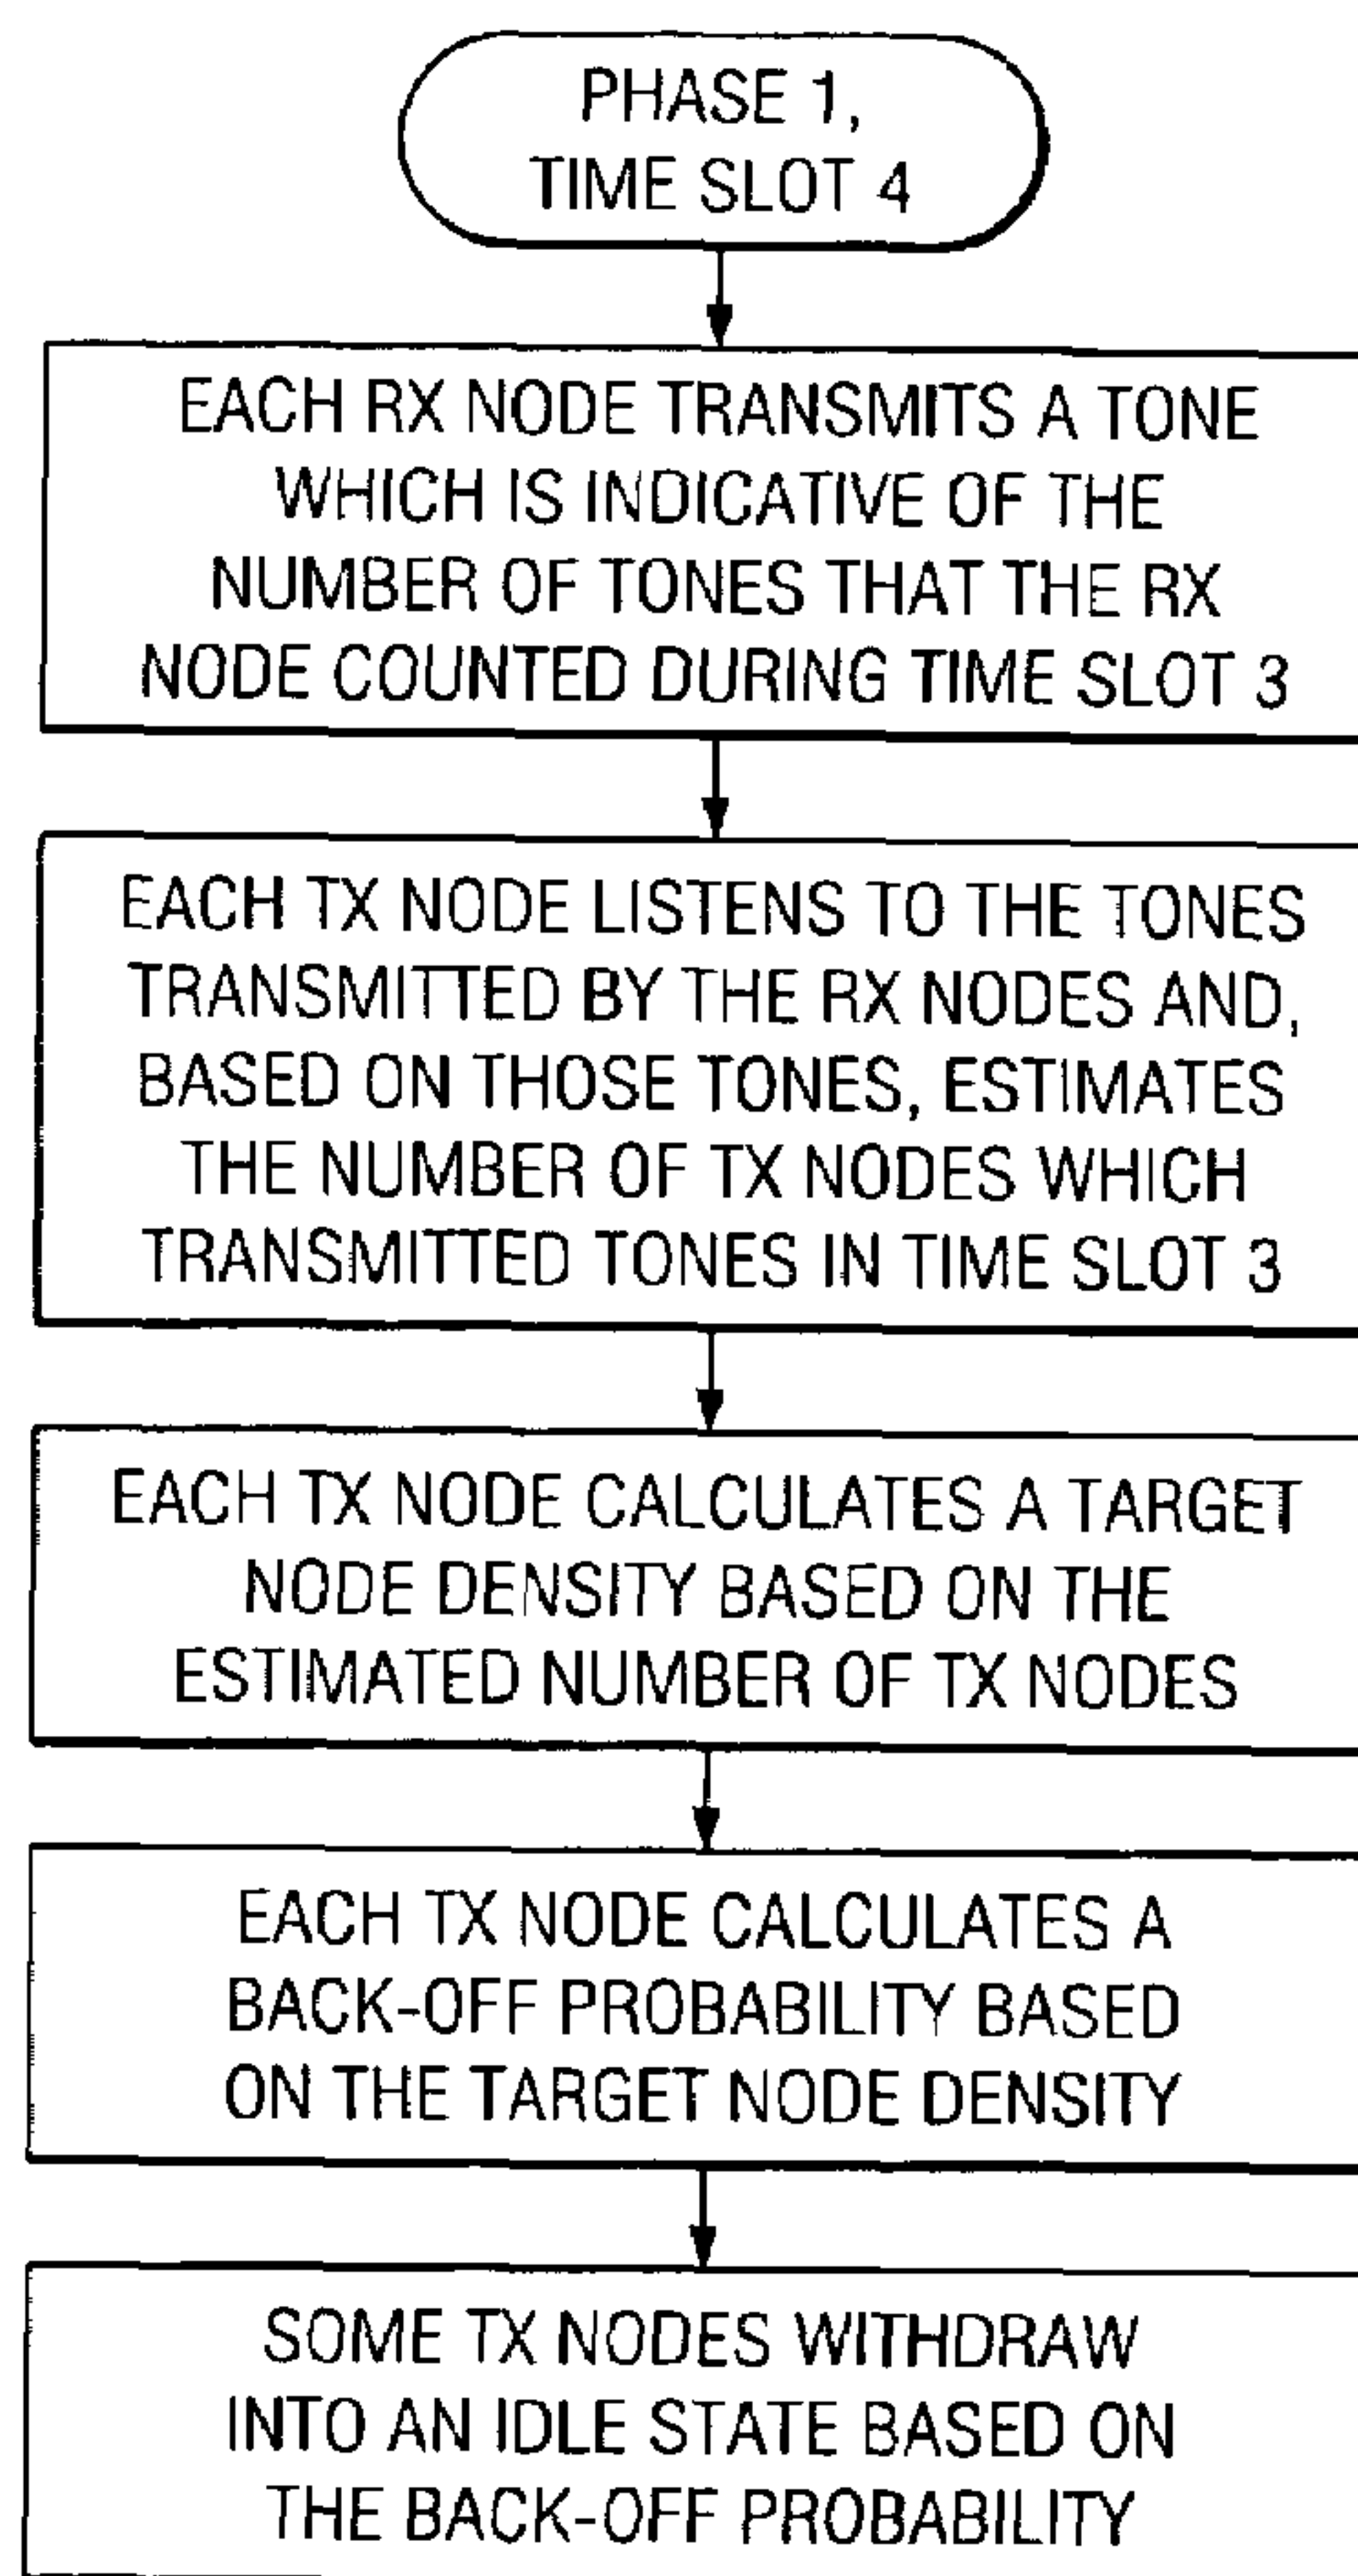 PHASE 1,
TIME SLOT 4
EACH RX NODE TRANSMITS A TONE
WHICH IS INDICATIVE OF THE
NUMBER OF TONES THAT THE RX
NODE COUNTED DURING TIME SLOT 3
EACH TX NODE LISTENS TO THE TONES
TRANSMITTED BY THE RX NODES AND,
BASED ON THOSE TONES, ESTIMATES
THE NUMBER OF TX NODES WHICH
TRANSMITTED TONES IN TIME SLOT 3
EACH TX NODE CALCULATES A TARGET
NODE DENSITY BASED ON THE
ESTIMATED NUMBER OF TX NODES
EACH TX NODE CALCULATES A
BACK-OFF PROBABILITY BASED
ON THE TARGET NODE DENSITY
SOME TX NODES WITHDRAW
INTO AN IDLE STATE BASED ON
THE BACK-OFF PROBABILITY